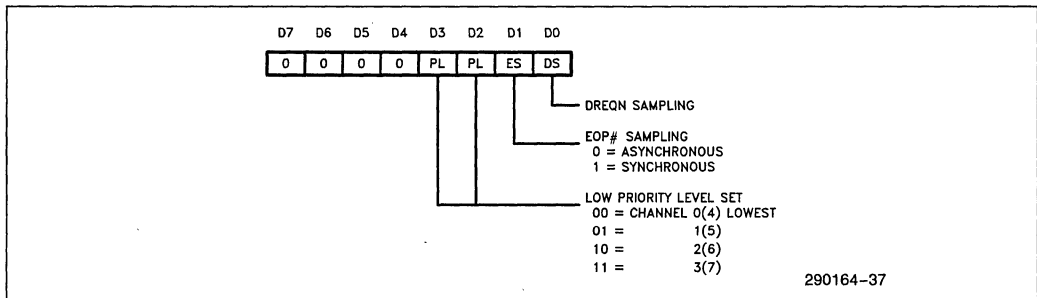 D7 D6 D5 D4 D3 D2 D1 D0
0 0 0 0 PL PL ES DS
DREQN SAMPLING
EOP# SAMPLING
0 = ASYNCHRONOUS
1 = SYNCHRONOUS
LOW PRIORITY LEVEL SET
00 = CHANNEL 0(4) LOWEST
01 = 1(5)
10 = 2(6)
11 = 3(7)
290164-37